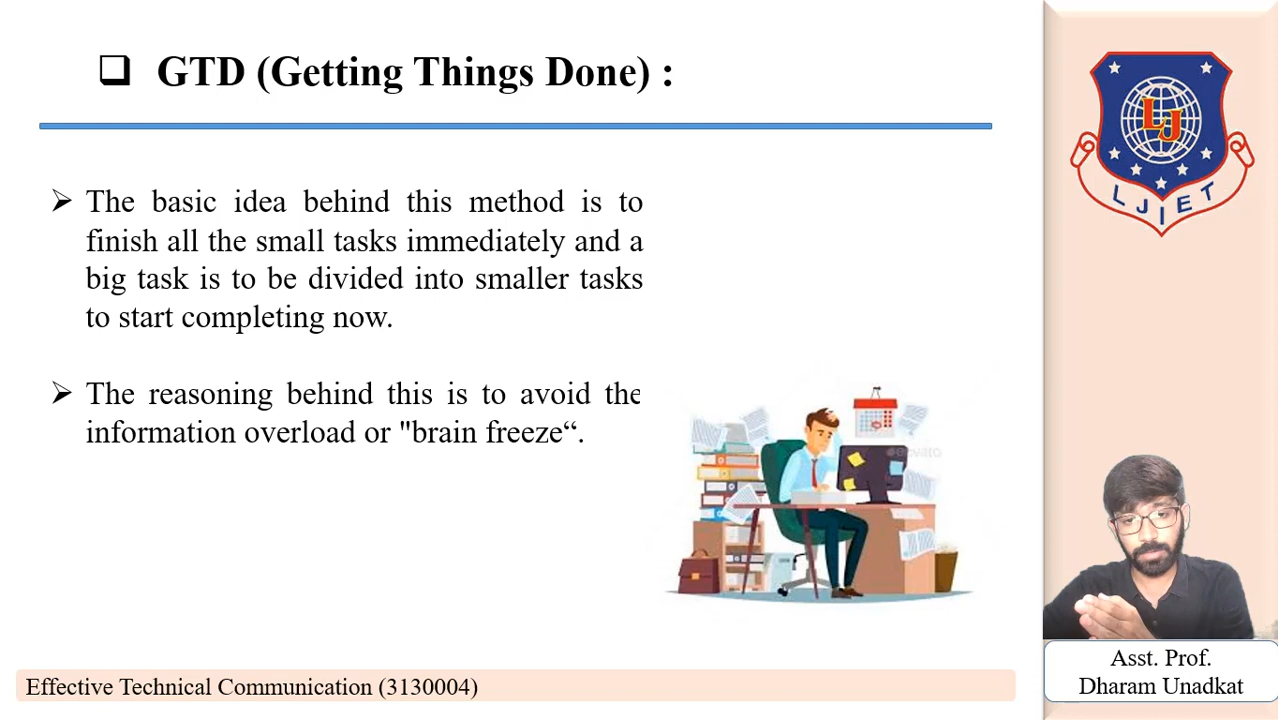 ❑ GTD (Getting Things Done) :
➢ The basic idea behind this method is to
finish all the small tasks immediately and a
big task is to be divided into smaller tasks
to start completing now.
➢ The reasoning behind this is to avoid the
information overload or "brain freeze“.
Effective Technical Communication (3130004)
LJ
LJIET
Asst. Prof.
Dharam Unadkat